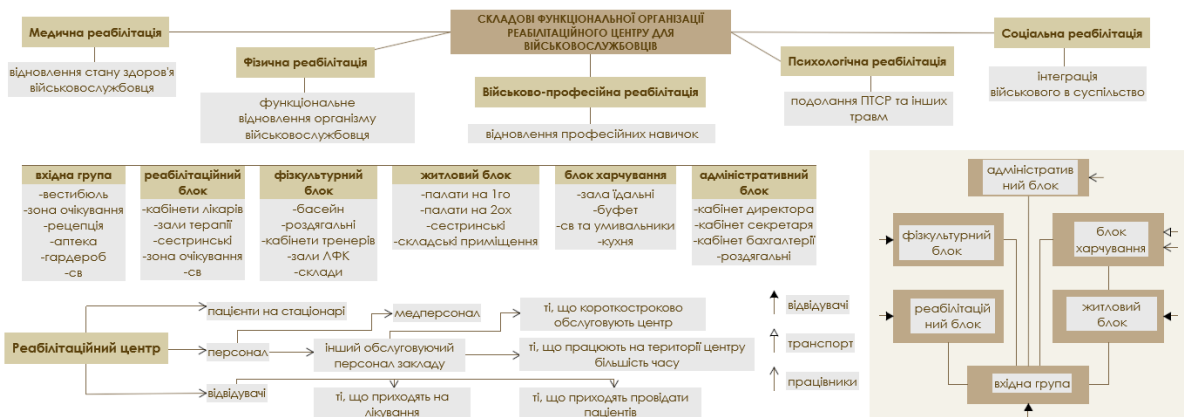 СКЛАДОВІ ФУНКЦІОНАЛЬНОЇ ОРГАНІЗАЦІЇ
РЕАБІЛІТАЦІЙНОГО ЦЕНТРУ ДЛЯ
ВІЙСЬКОВОСЛУЖБОВЦІВ
Медична реабілітація
відновлення стану здоров'я
військовослужбовця
Фізична реабілітація
функціональне
відновлення організму
військовослужбовця
Військово-професійна реабілітація
відновлення професійних навичок
Психологічна реабілітація
подолання ПТСР та інших
травм
Соціальна реабілітація
інтеграція
військового в суспільство
вхідна група
-вестибюль
-зона очікування
-рецепція
-аптека
-гардероб
-св
реабілітаційний
блок
-кабінети лікарів
-зали терапії
-сестринські
-зона очікування
-св
фізкультурний
блок
-басейн
-роздягальні
-кабінети тренерів
-зали ЛФК
-склади
житловий блок
-палати на 1го
-палати на 2ох
-сестринські
-складські приліщення
блок харчування
-зала їдальні
-буфет
-св та умивальники
-кухня
адміністративний
блок
-кабінет директора
-кабінет секретаря
-кабінет бахгалтерії
-роздягальні
Реабілітаційний центр
пацієнти на стаціонарі
персонал
медперсонал
інший обслуговуючий
персонал закладу
ті, що короткостроково
обслуговують центр
ті, що працюють на території центру
більшість часу
відвідувачі
ті, що приходять на
лікування
ті, що приходять провідати
пацієнтів
відвідувачі
транспорт
працівники
адміністратив
ний блок
фізкультурний
блок
блок
харчування
реабілітацій
ний блок
житловий
блок
вхідна група